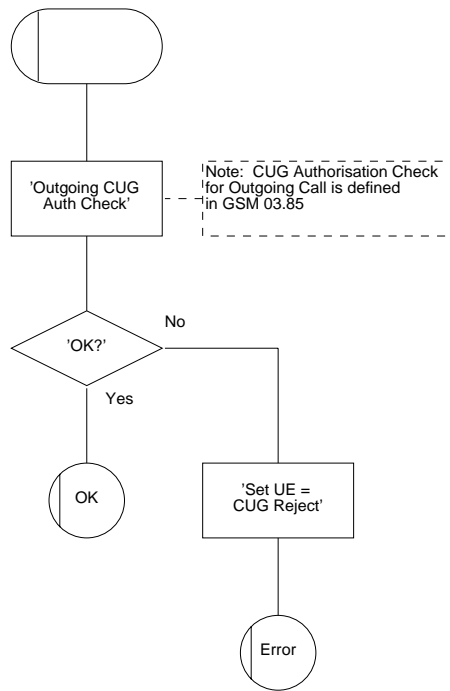 'Outgoing CUG
Auth Check'
Note: CUG Authorisation Check
for Outgoing Call is defined
in GSM 03.85
'OK?'
No
Yes
OK
'Set UE =
CUG Reject'
Error